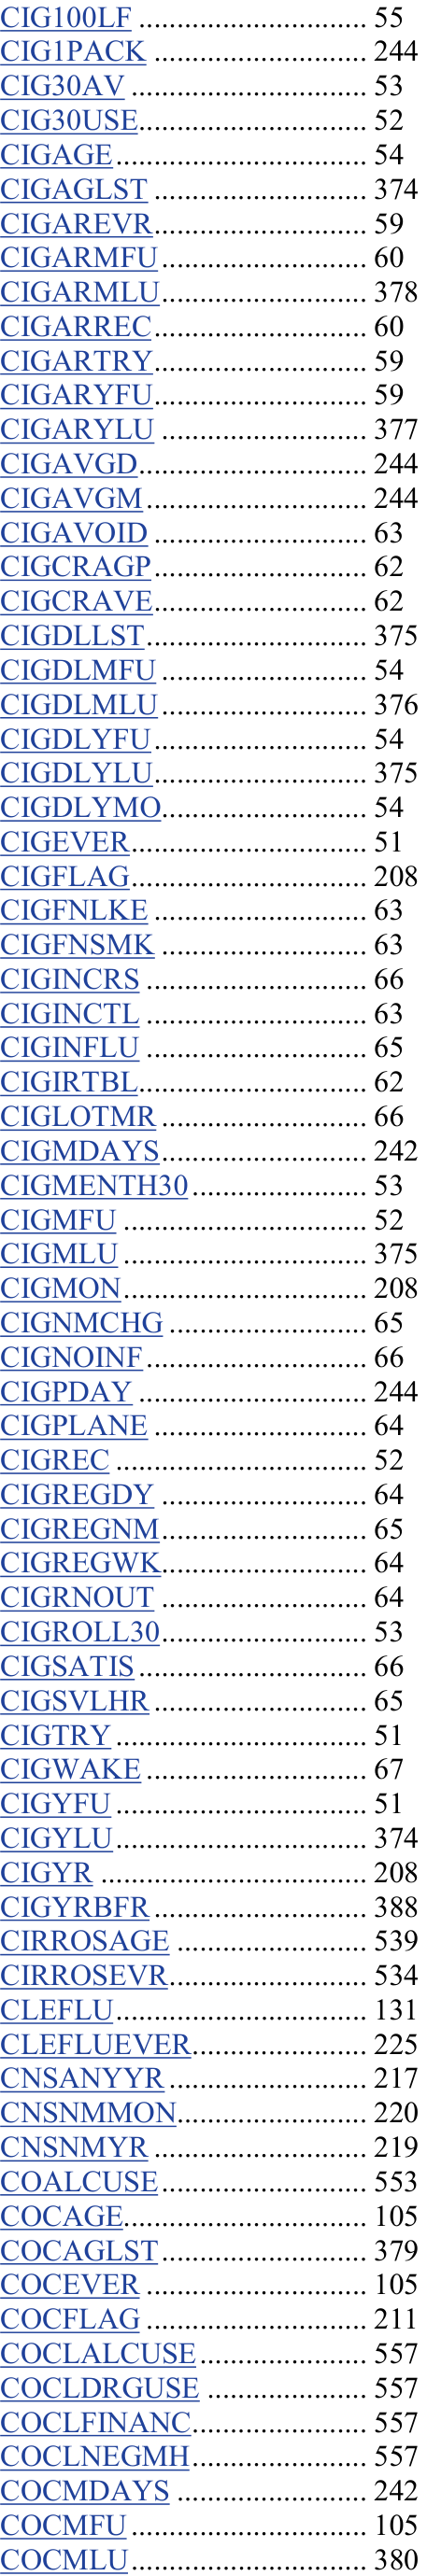 CIG100LF .............................. 55
CIG1PACK ............................ 244
CIG30AV ............................... 53
CIG30USE.............................. 52
CIGAGE................................. 54
CIGAGLST ............................ 374
CIGAREVR............................ 59
CIGARMFU........................... 60
CIGARMLU........................... 378
CIGARREC............................ 60
CIGARTRY............................ 59
CIGARYFU............................ 59
CIGARYLU ........................... 377
CIGAVGD.............................. 244
CIGAVGM............................. 244
CIGAVOID ............................ 63
CIGCRAGP............................ 62
CIGCRAVE............................ 62
CIGDLLST............................. 375
CIGDLMFU ........................... 54
CIGDLMLU........................... 376
CIGDLYFU............................ 54
CIGDLYLU............................ 375
CIGDLYMO........................... 54
CIGEVER............................... 51
CIGFLAG............................... 208
CIGFNLKE ............................ 63
CIGFNSMK ........................... 63
CIGINCRS ............................. 66
CIGINCTL ............................. 63
CIGINFLU ............................. 65
CIGIRTBL.............................. 62
CIGLOTMR ........................... 66
CIGMDAYS........................... 242
CIGMENTH30....................... 53
CIGMFU ................................ 52
CIGMLU ................................ 375
CIGMON................................ 208
CIGNMCHG .......................... 65
CIGNOINF............................. 66
CIGPDAY .............................. 244
CIGPLANE ............................ 64
CIGREC ................................. 52
CIGREGDY ........................... 64
CIGREGNM........................... 65
CIGREGWK........................... 64
CIGRNOUT ........................... 64
CIGROLL30........................... 53
CIGSATIS .............................. 66
CIGSVLHR ............................ 65
CIGTRY ................................. 51
CIGWAKE ............................. 67
CIGYFU ................................. 51
CIGYLU................................. 374
CIGYR ................................... 208
CIGYRBFR............................ 388
CIRROSAGE ......................... 539
CIRROSEVR.......................... 534
CLEFLU................................. 131
CLEFLUEVER....................... 225
CNSANYYR .......................... 217
CNSNMMON......................... 220
CNSNMYR ............................ 219
COALCUSE........................... 553
COCAGE................................ 105
COCAGLST........................... 379
COCEVER ............................. 105
COCFLAG ............................. 211
COCLALCUSE...................... 557
COCLDRGUSE ..................... 557
COCLFINANC....................... 557
COCLNEGMH....................... 557
COCMDAYS ......................... 242
COCMFU............................... 105
COCMLU............................... 380